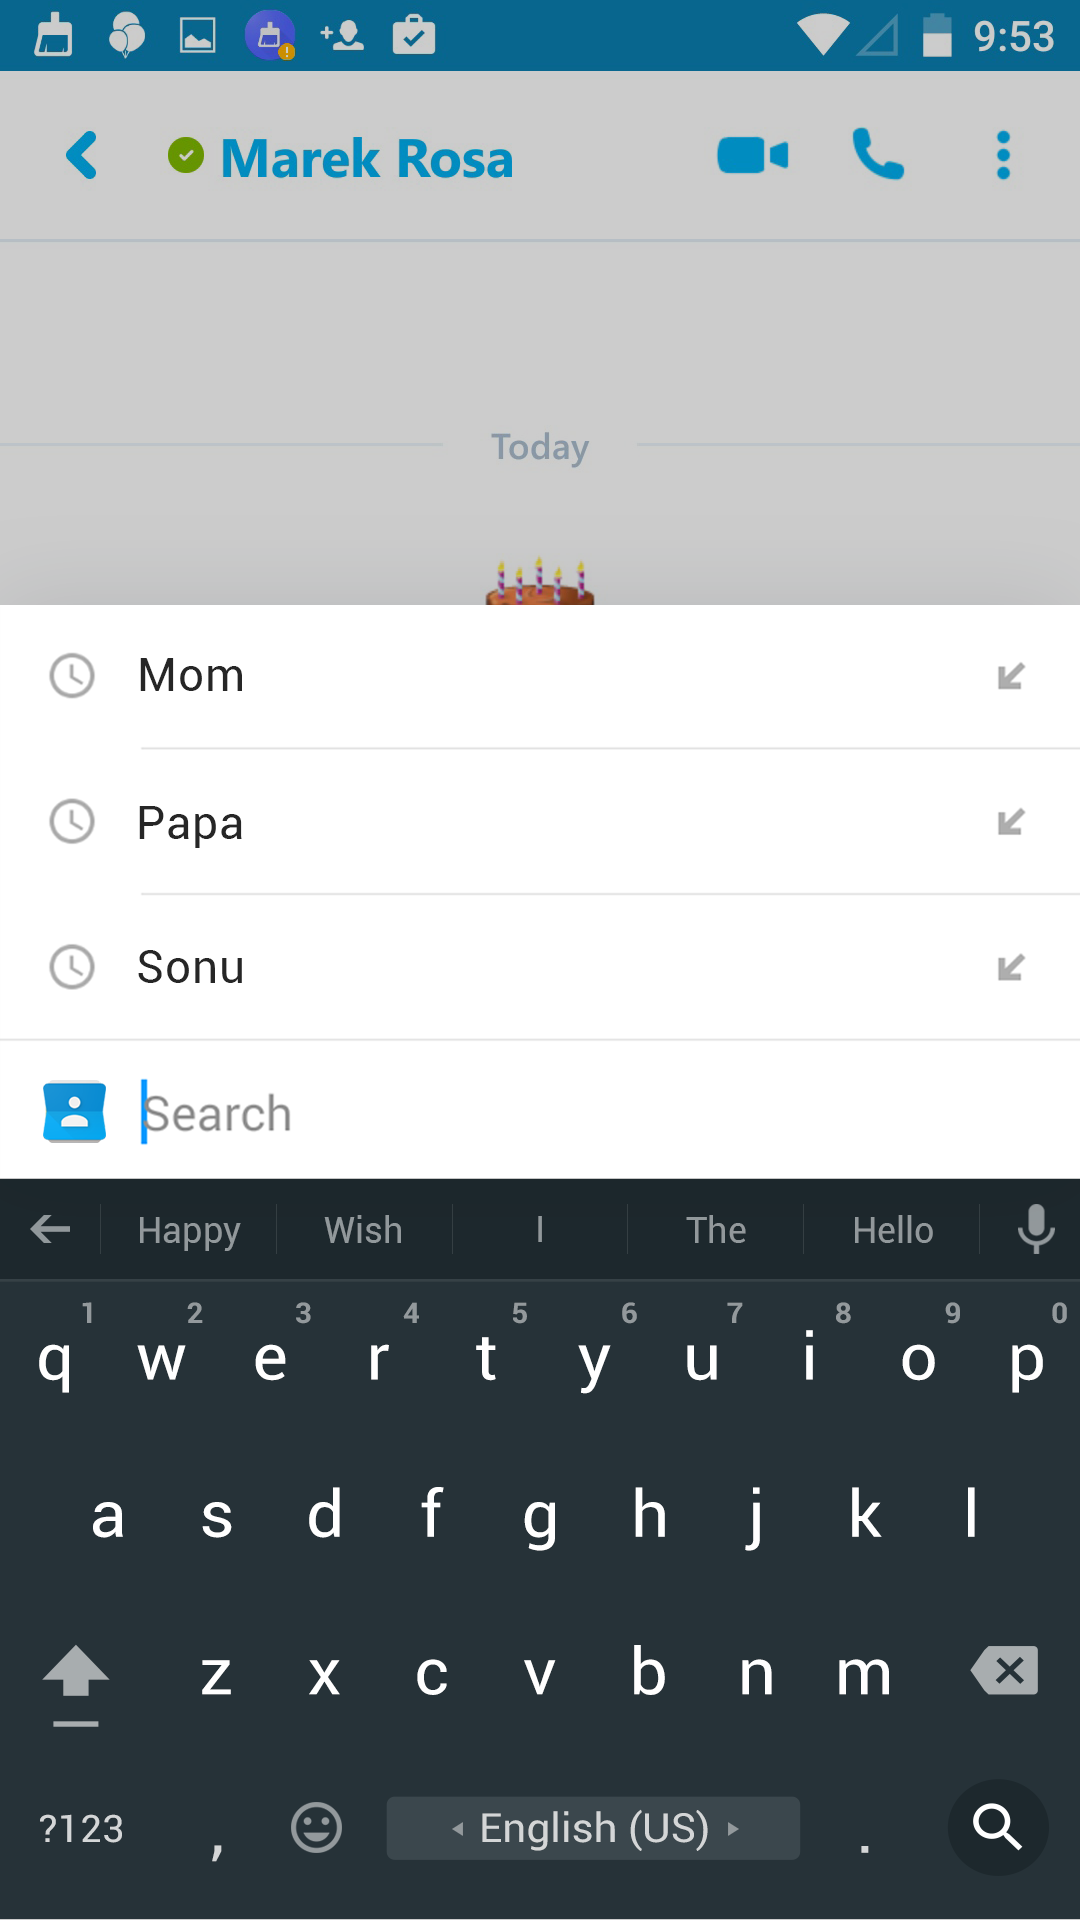 9:53
Marek Rosa
Today
Mom
Papa
Sonu
Search
Happy Wish I The Hello
1 2 3 4 5 6 7 8 9 0
q w e r t y u i o p
a s d f g h j k l
z x c v b n m
?123 , English (US) .